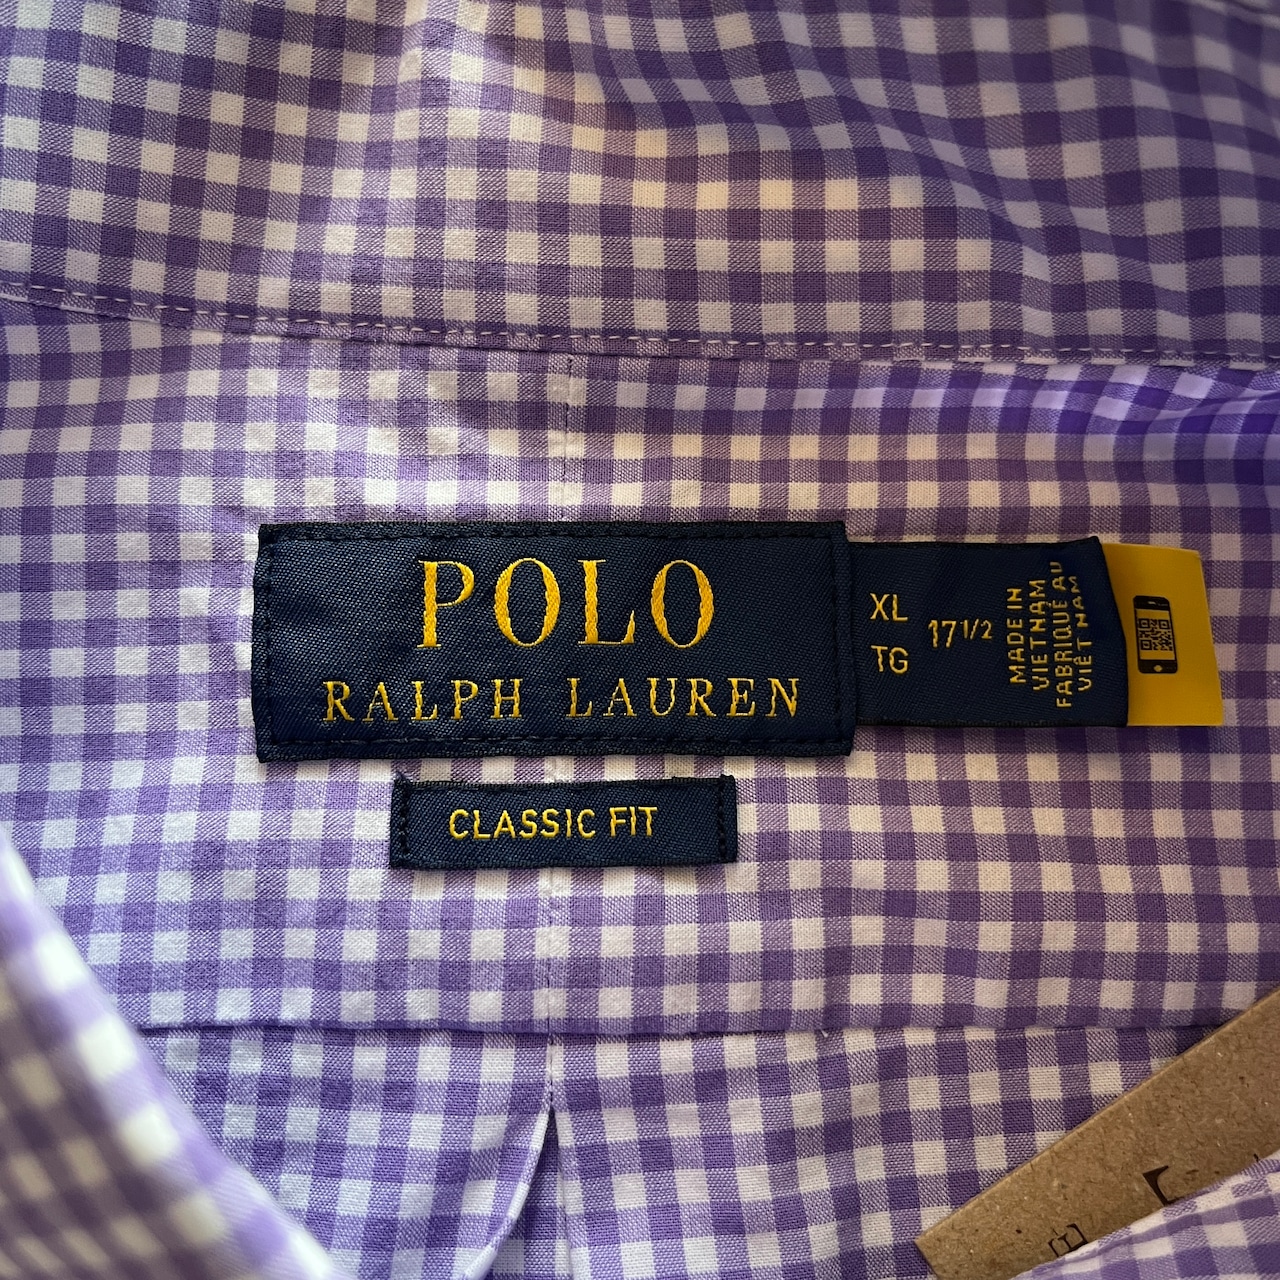 POLO
RALPH LAUREN
XL
TG
17 1/2
MADE IN
VIETNAM
FABRIQUÉ AU
VIÊT NAM
CLASSIC FIT